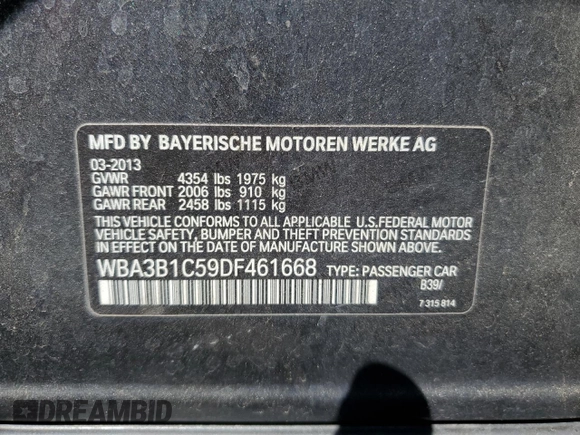 MFD BY BAYERISCHE MOTOREN WERKE AG
03-2013
GVWR 4354 lbs 1975 kg
GAWR FRONT 2006 lbs 910 kg
GAWR REAR 2458 lbs 1115 kg
THIS VEHICLE CONFORMS TO ALL APPLICABLE U.S.FEDERAL MOTOR
VEHICLE SAFETY, BUMPER AND THEFT PREVENTION STANDARDS
IN EFFECT ON THE DATE OF MANUFACTURE SHOWN ABOVE.
WBA3B1C59DF461668 TYPE: PASSENGER CAR
B39/
7 315 814
DREAMBID